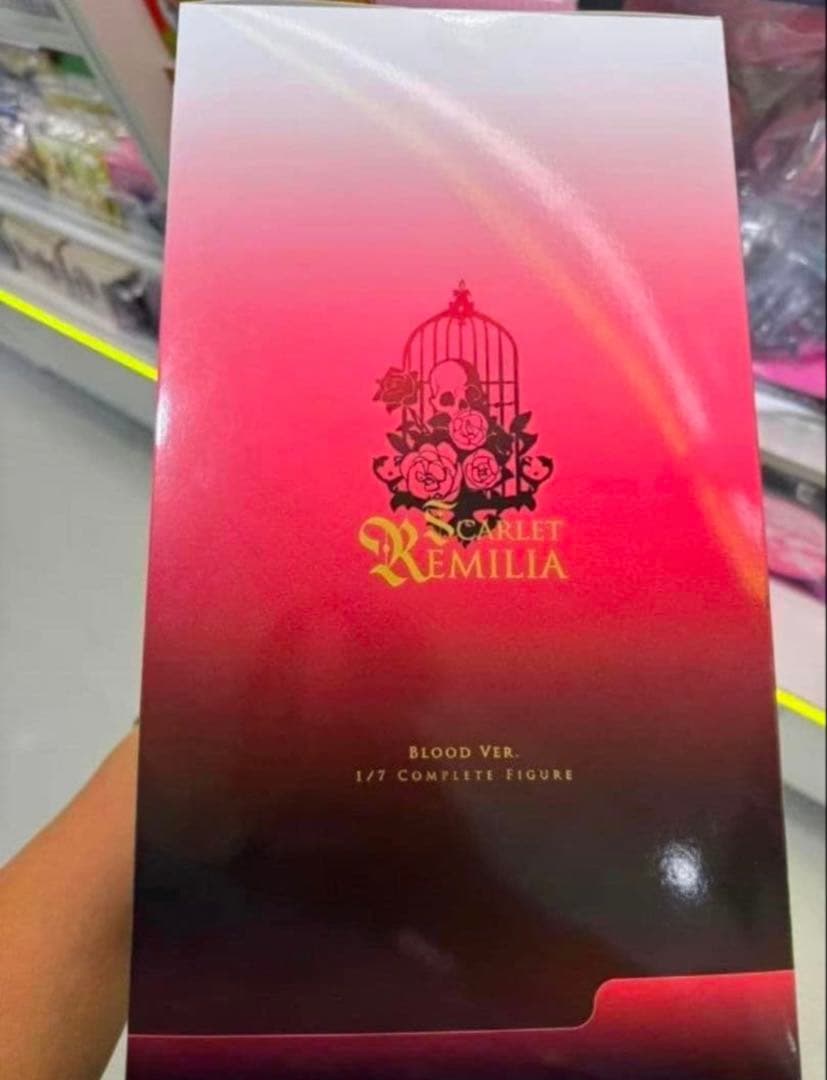 SCARLET
REMILIA
BLOOD VER.
1/7 COMPLETE FIGURE